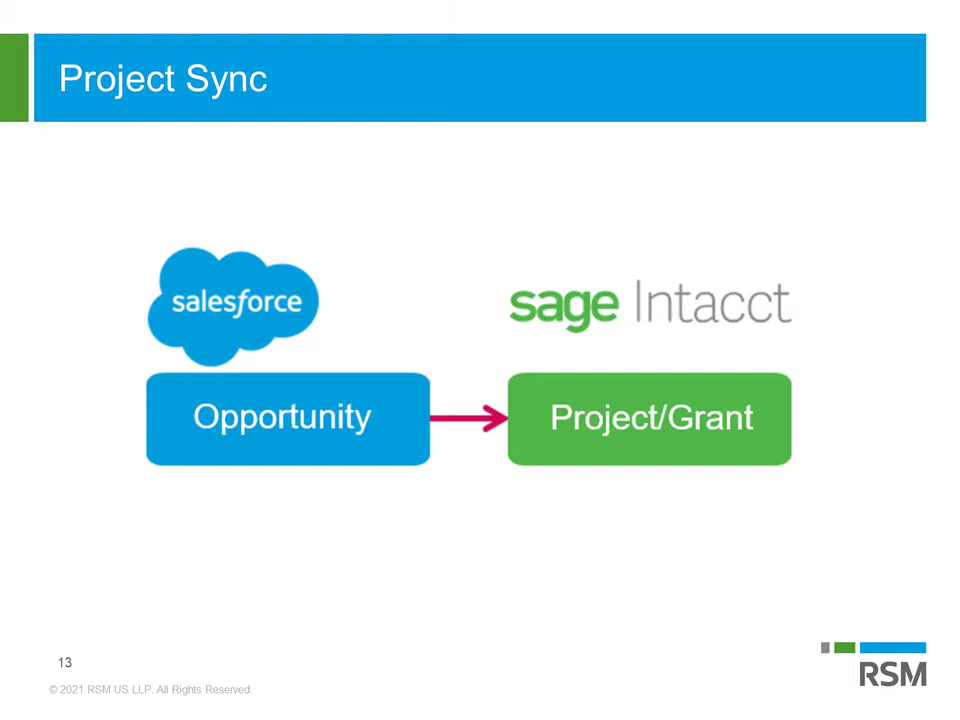 Project Sync
salesforce
sage Intacct
Opportunity
Project/Grant
13
© 2021 RSM US LLP. All Rights Reserved.
RSM